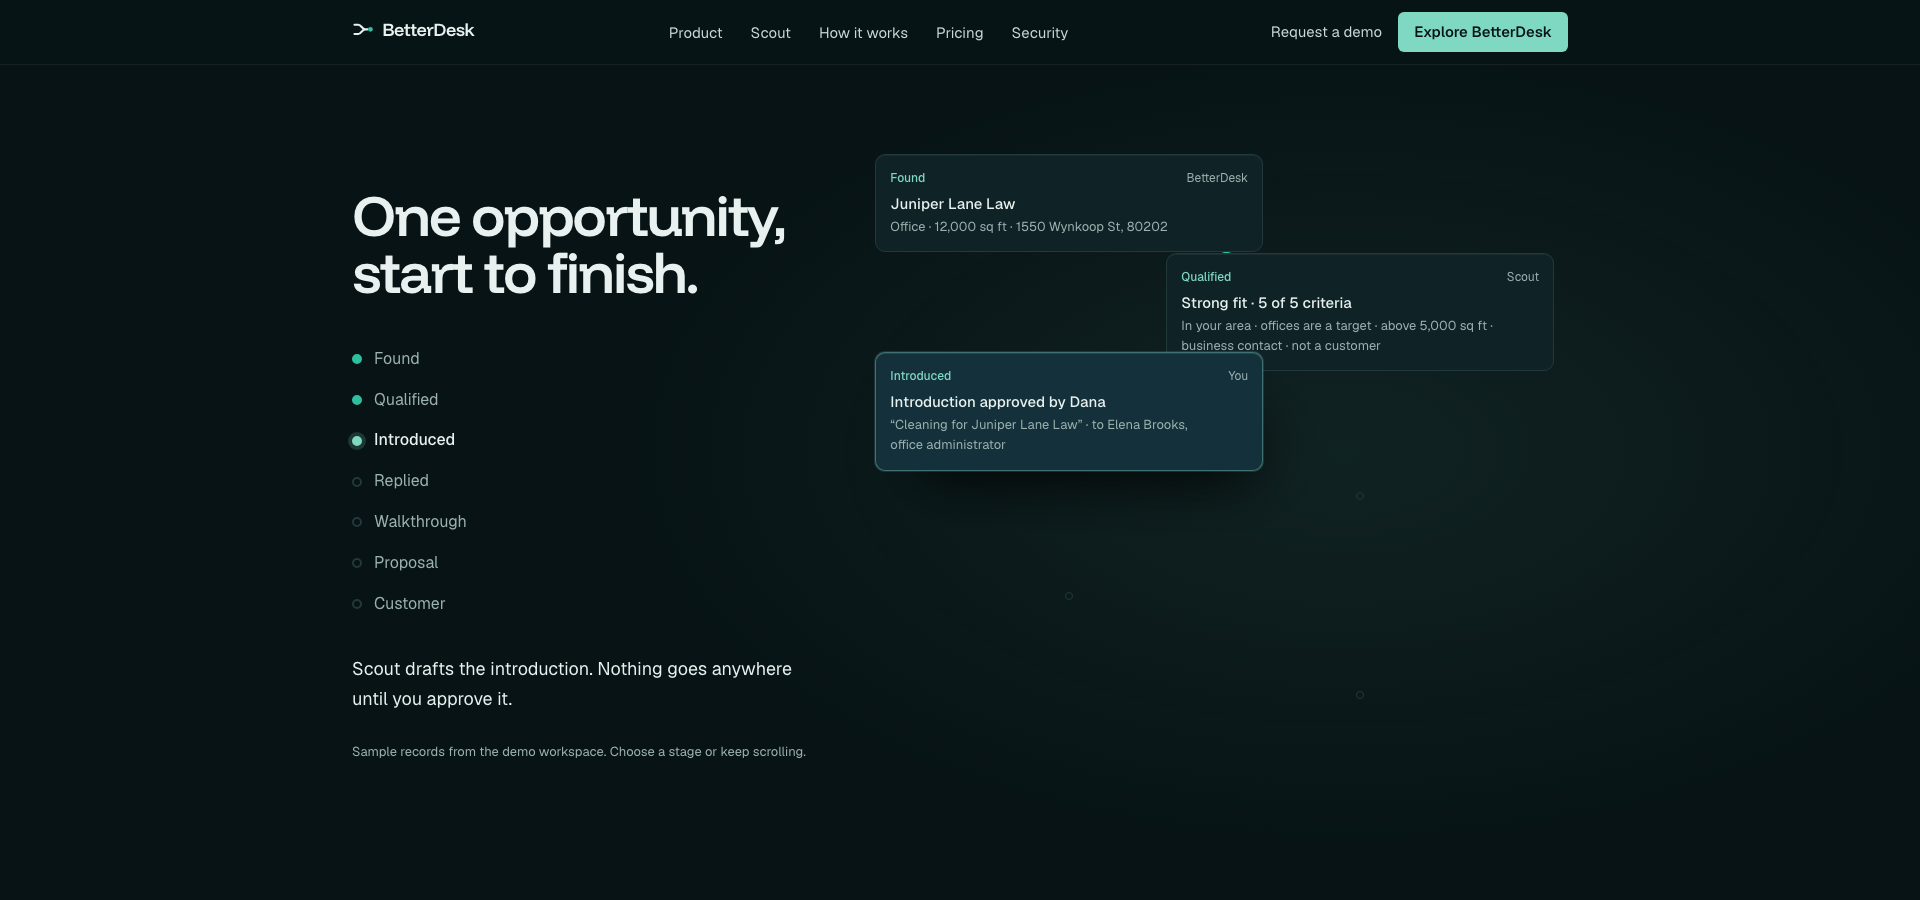 BetterDesk
Product
Scout
How it works
Pricing
Security
Request a demo
Explore BetterDesk
One opportunity,
start to finish.
Found
Qualified
Introduced
Replied
Walkthrough
Proposal
Customer
Scout drafts the introduction. Nothing goes anywhere
until you approve it.
Sample records from the demo workspace. Choose a stage or keep scrolling.
Found
BetterDesk
Juniper Lane Law
Office · 12,000 sq ft · 1550 Wynkoop St, 80202
Qualified
Scout
Strong fit · 5 of 5 criteria
In your area · offices are a target · above 5,000 sq ft ·
business contact · not a customer
Introduced
You
Introduction approved by Dana
“Cleaning for Juniper Lane Law” · to Elena Brooks,
office administrator